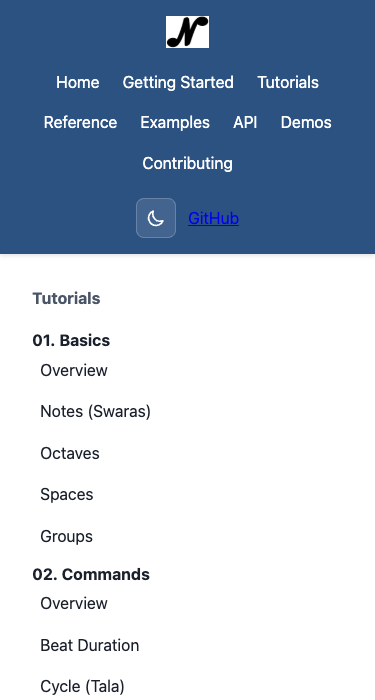 Home Getting Started Tutorials
Reference Examples API Demos
Contributing
GitHub
Tutorials
01. Basics
Overview
Notes (Swaras)
Octaves
Spaces
Groups
02. Commands
Overview
Beat Duration
Cycle (Tala)